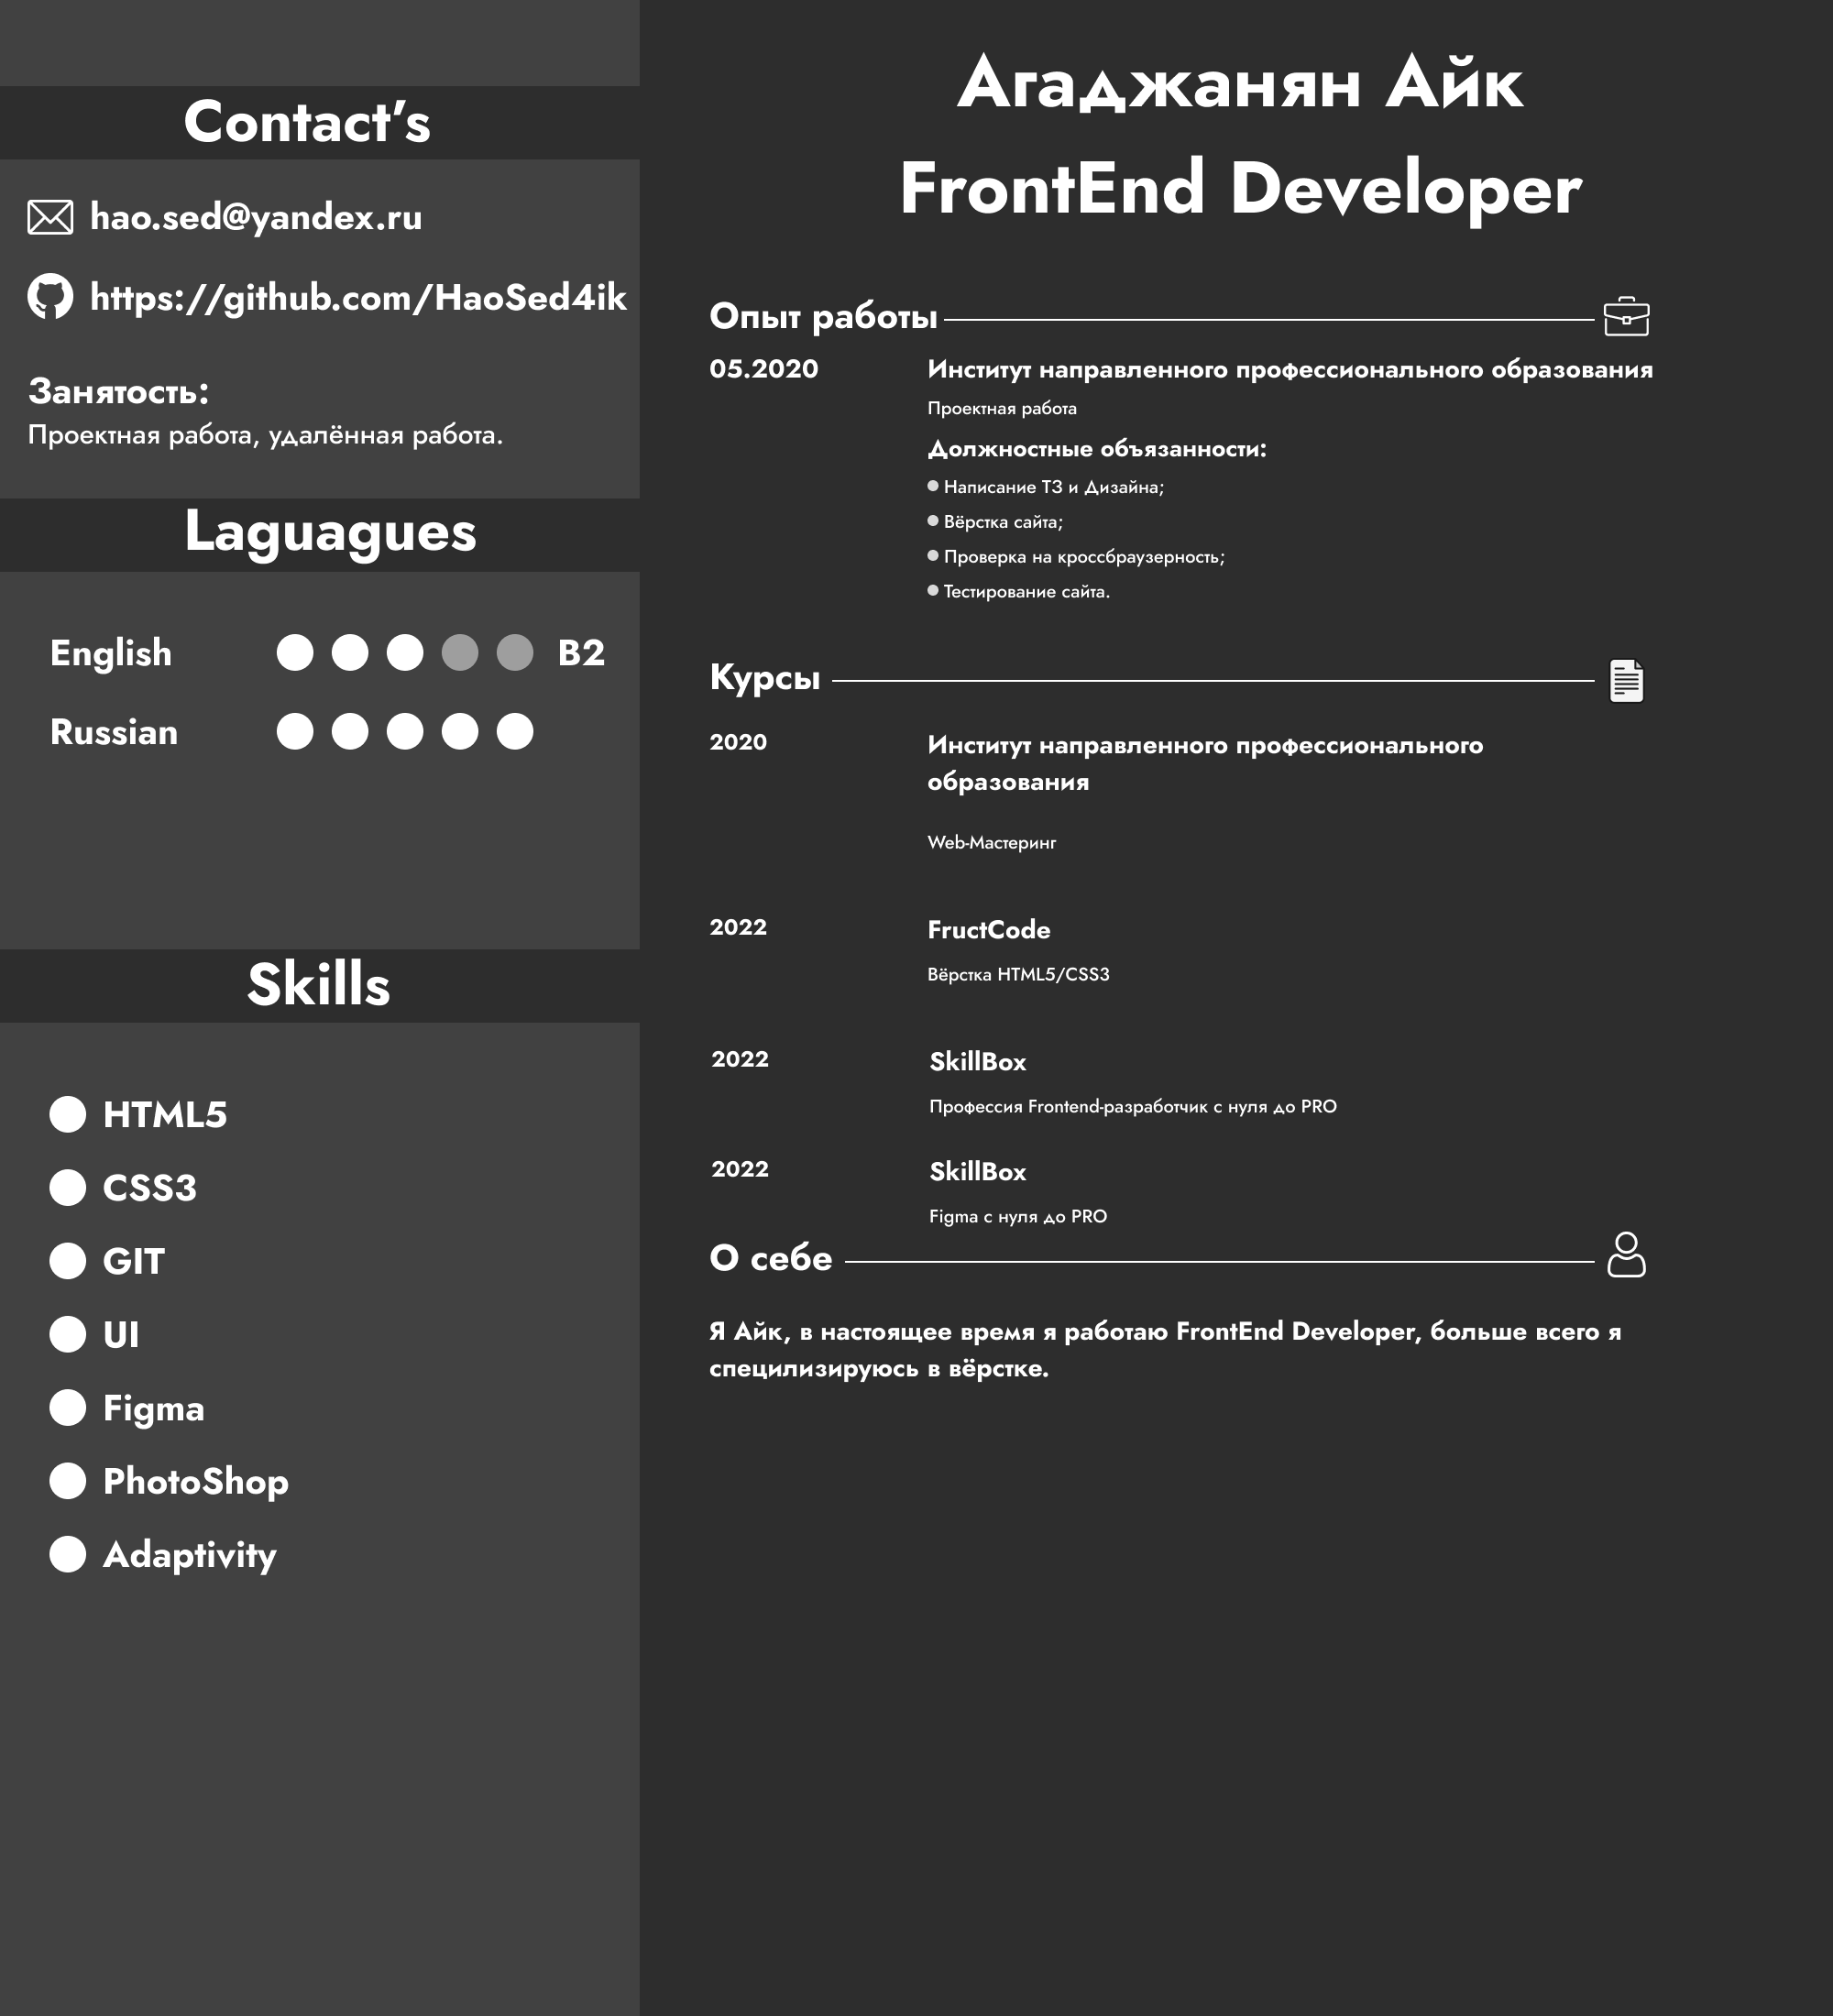 Contact’s
hao.sed@yandex.ru
https://github.com/HaoSed4ik
Занятость:
Проектная работа, удалённая работа.
Laguagues
English B2
Russian
Skills
HTML5
CSS3
GIT
UI
Figma
PhotoShop
Adaptivity
Агаджанян Айк
FrontEnd Developer
Опыт работы
05.2020 Институт направленного профессионального образования
Проектная работа
Должностные объязанности:
Написание ТЗ и Дизайна;
Вёрстка сайта;
Проверка на кроссбраузерность;
Тестирование сайта.
Курсы
2020 Институт направленного профессионального
образования
Web-Мастеринг
2022 FructCode
Вёрстка HTML5/CSS3
2022 SkillBox
Профессия Frontend-разработчик с нуля до PRO
2022 SkillBox
Figma с нуля до PRO
О себе
Я Айк, в настоящее время я работаю FrontEnd Developer, больше всего я
специлизируюсь в вёрстке.